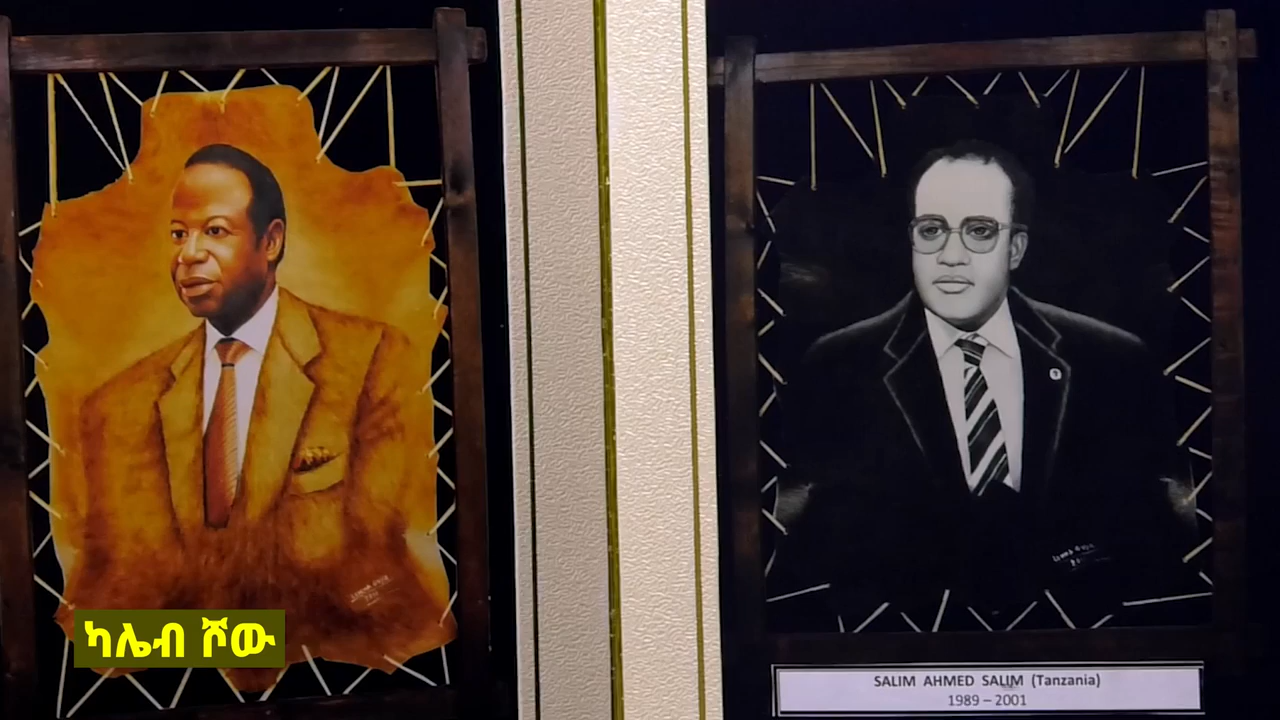 ካሌብ ሾው
SALIM AHMED SALIM (Tanzania)
1989 – 2001